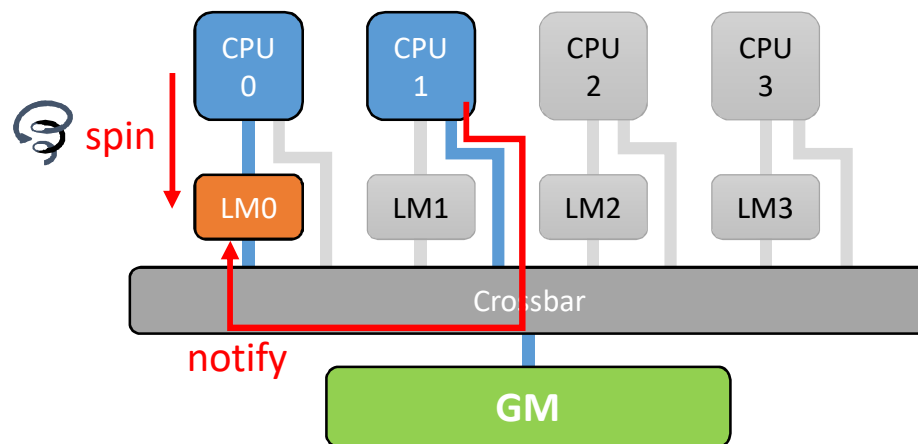 CPU
0
CPU
1
CPU
2
CPU
3
spin
LM0
LM1
LM2
LM3
Crossbar
notify
GM